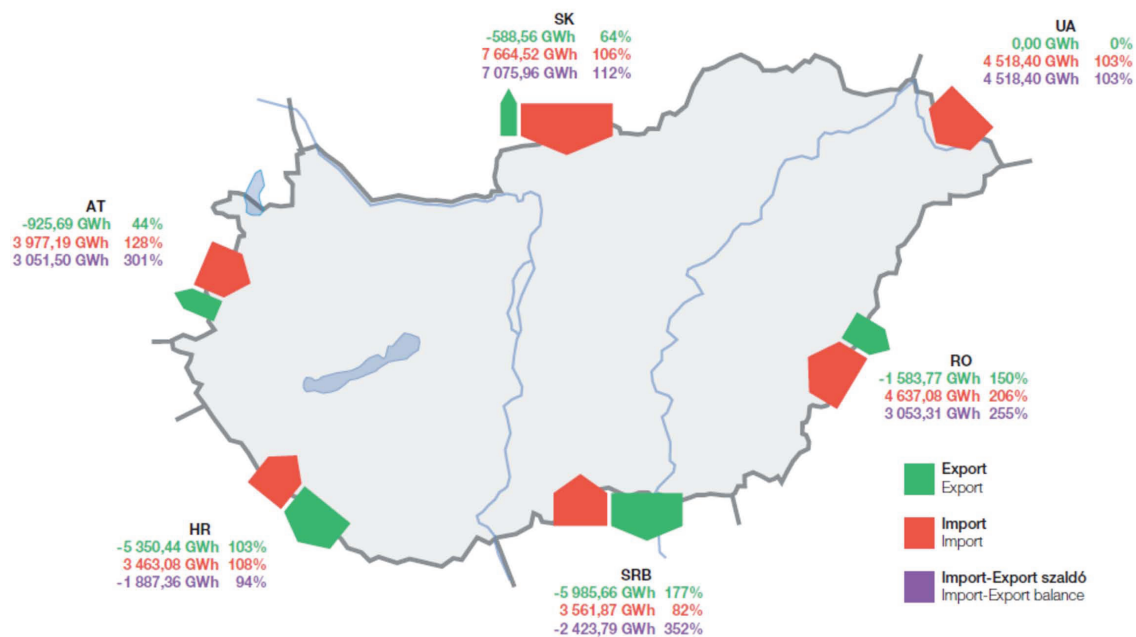 SK
-588,56 GWh 64%
7 664,52 GWh 106%
7 075,96 GWh 112%
UA
0,00 GWh 0%
4 518,40 GWh 103%
4 518,40 GWh 103%
AT
-925,69 GWh 44%
3 977,19 GWh 128%
3 051,50 GWh 301%
RO
-1 583,77 GWh 150%
4 637,08 GWh 206%
3 053,31 GWh 255%
HR
-5 350,44 GWh 103%
3 463,08 GWh 108%
-1 887,36 GWh 94%
SRB
-5 985,66 GWh 177%
3 561,87 GWh 82%
-2 423,79 GWh 352%
Export
Export
Import
Import
Import-Export szaldó
Import-Export balance